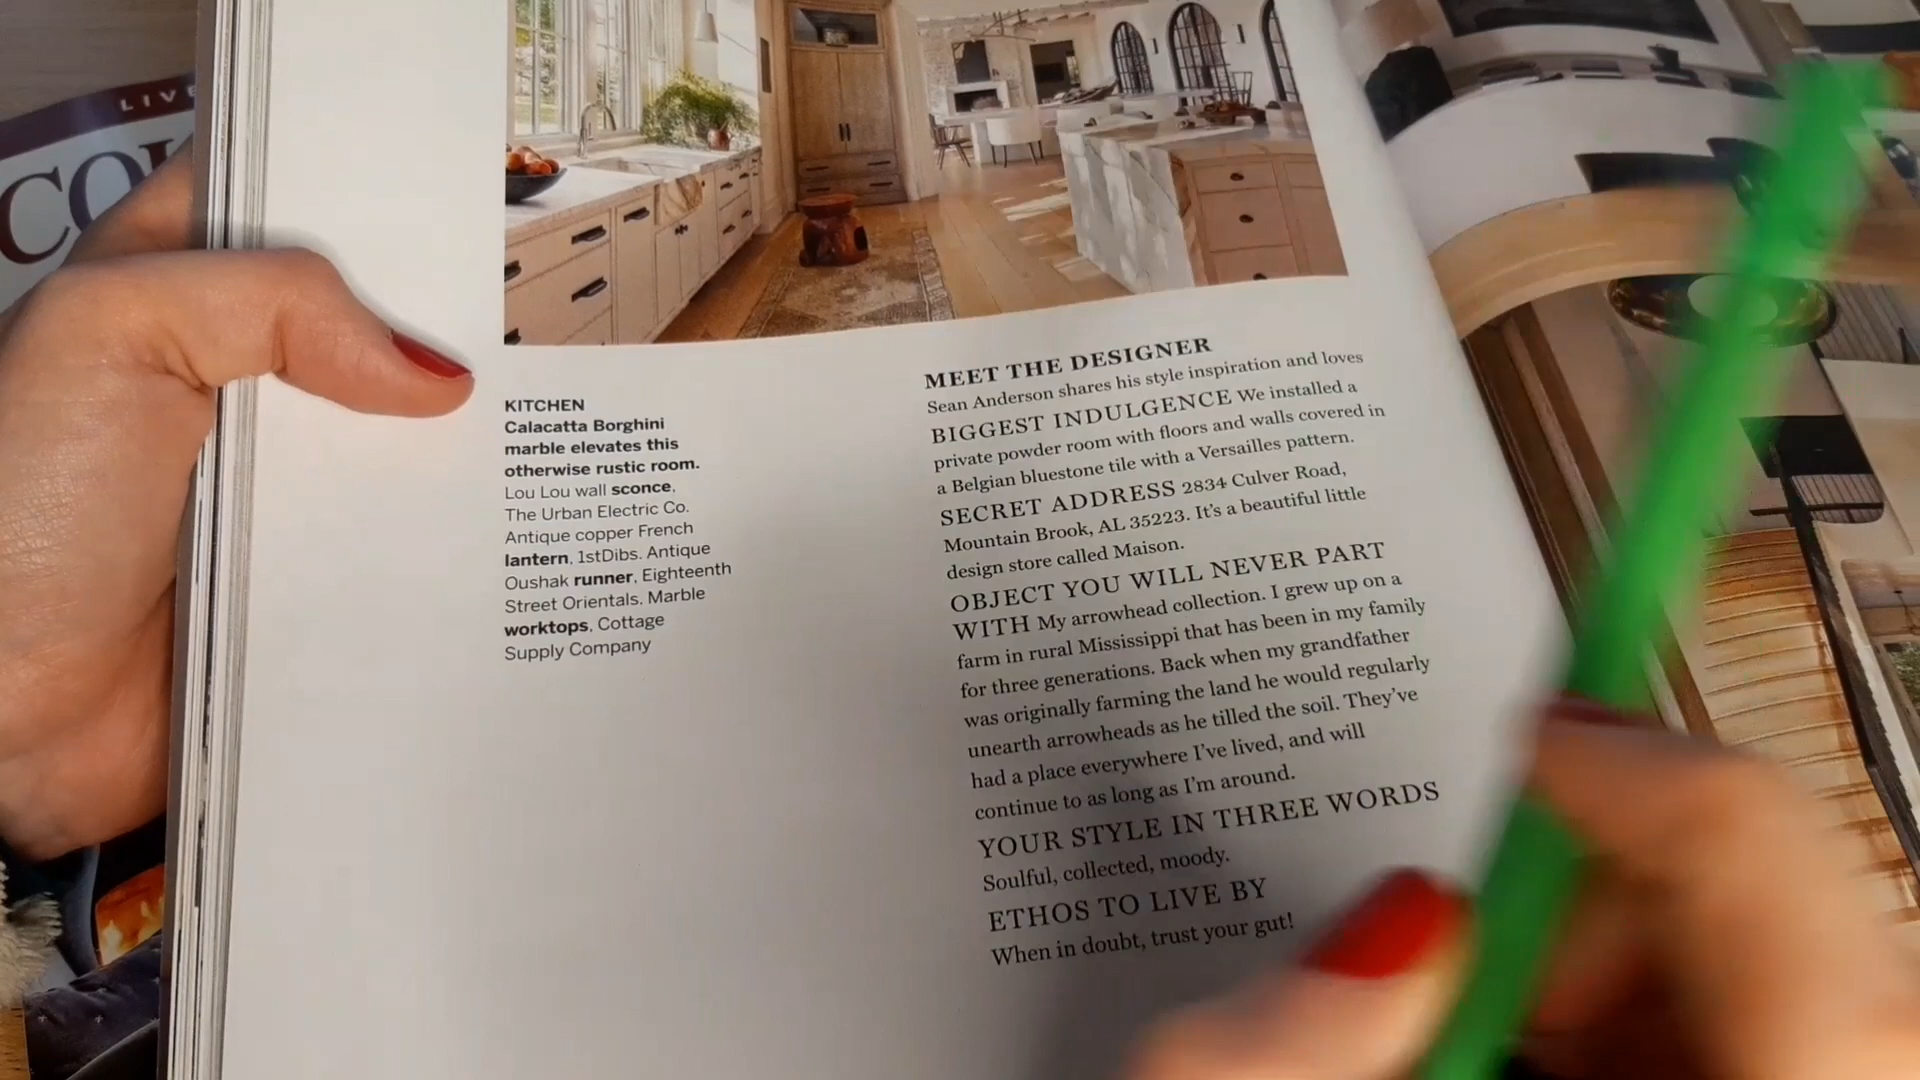 LIVE
KITCHEN
Calacatta Borghini
marble elevates this
otherwise rustic room.
Lou Lou wall sconce,
The Urban Electric Co.
Antique copper French
lantern, 1stDibs. Antique
Oushak runner, Eighteenth
Street Orientals. Marble
worktops, Cottage
Supply Company
MEET THE DESIGNER
Sean Anderson shares his style inspiration and loves
BIGGEST INDULGENCE We installed a
private powder room with floors and walls covered in
a Belgian bluestone tile with a Versailles pattern.
SECRET ADDRESS 2834 Culver Road,
Mountain Brook, AL 35223. It's a beautiful little
design store called Maison.
OBJECT YOU WILL NEVER PART
WITH My arrowhead collection. I grew up on a
farm in rural Mississippi that has been in my family
for three generations. Back when my grandfather
was originally farming the land he would regularly
unearth arrowheads as he tilled the soil. They've
had a place everywhere I've lived, and will
continue to as long as I'm around.
YOUR STYLE IN THREE WORDS
Soulful, collected, moody.
ETHOS TO LIVE BY
When in doubt, trust your gut!